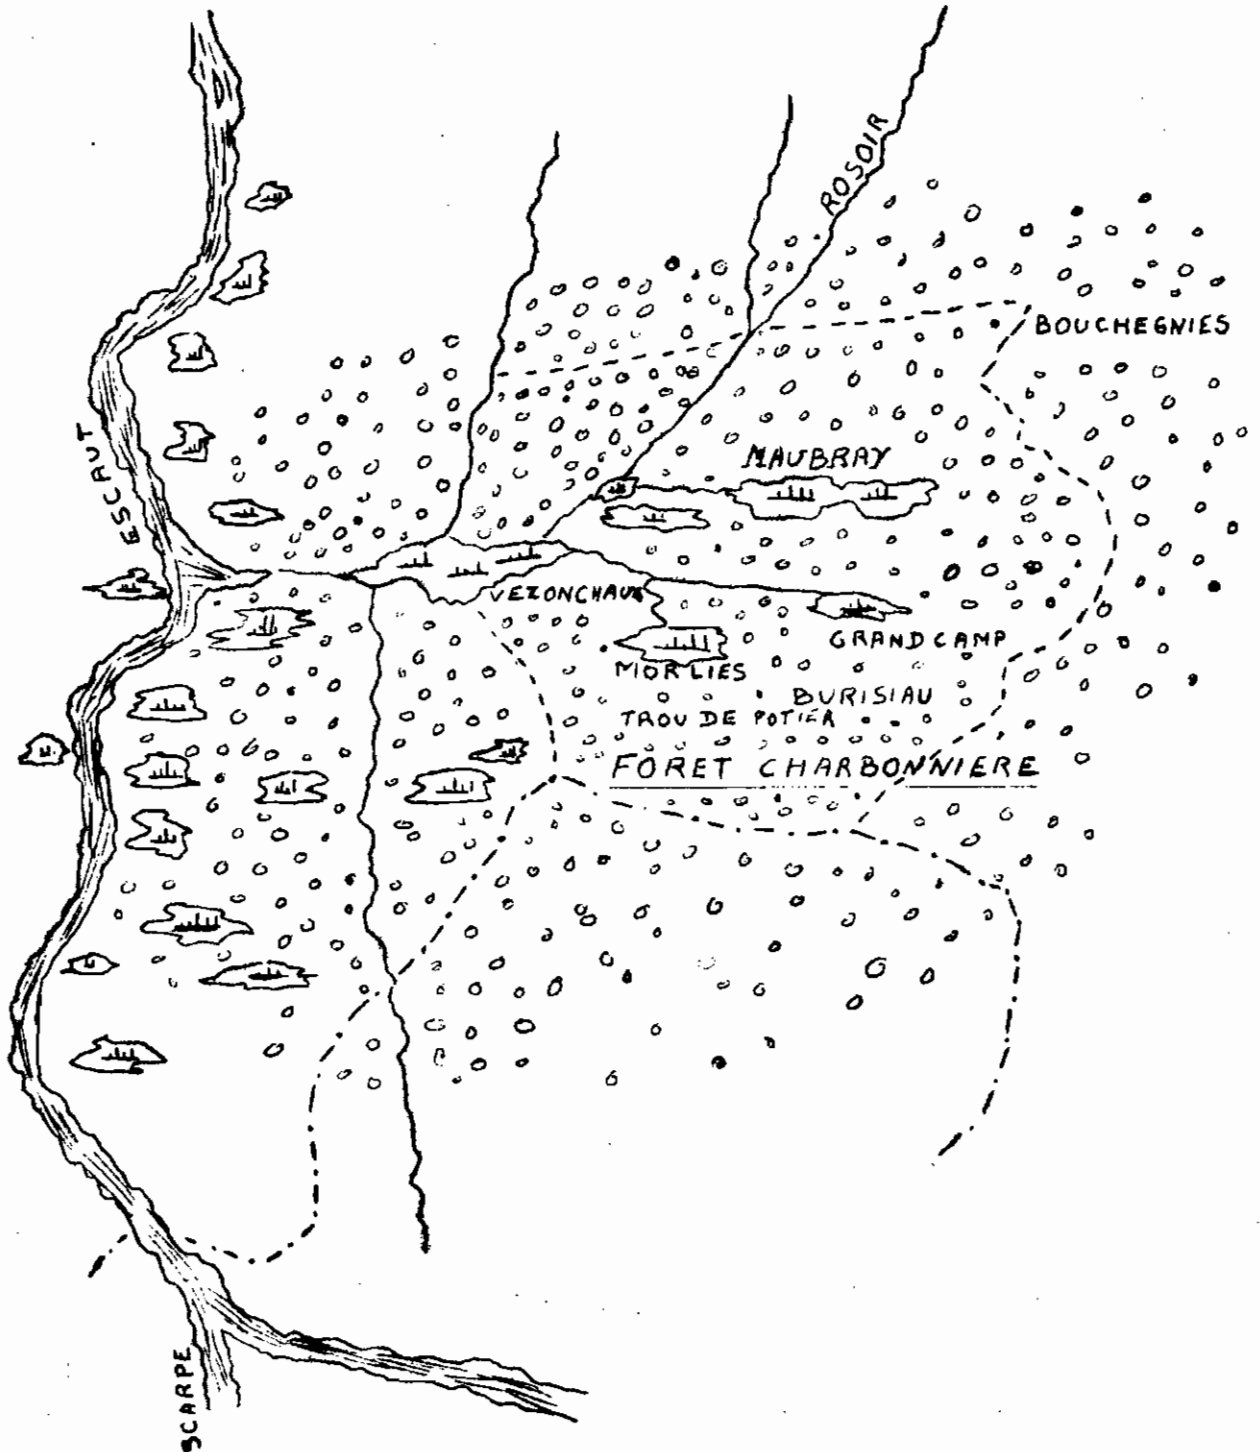 ROSOIR
BOUCHEGNIES
ESCAUT
MAUBRAY
VEZONCHAUX
GRANDCAMP
MORLIES
BURISIAU
TROU DE POTIER
FORET CHARBONNIERE
SCARPE